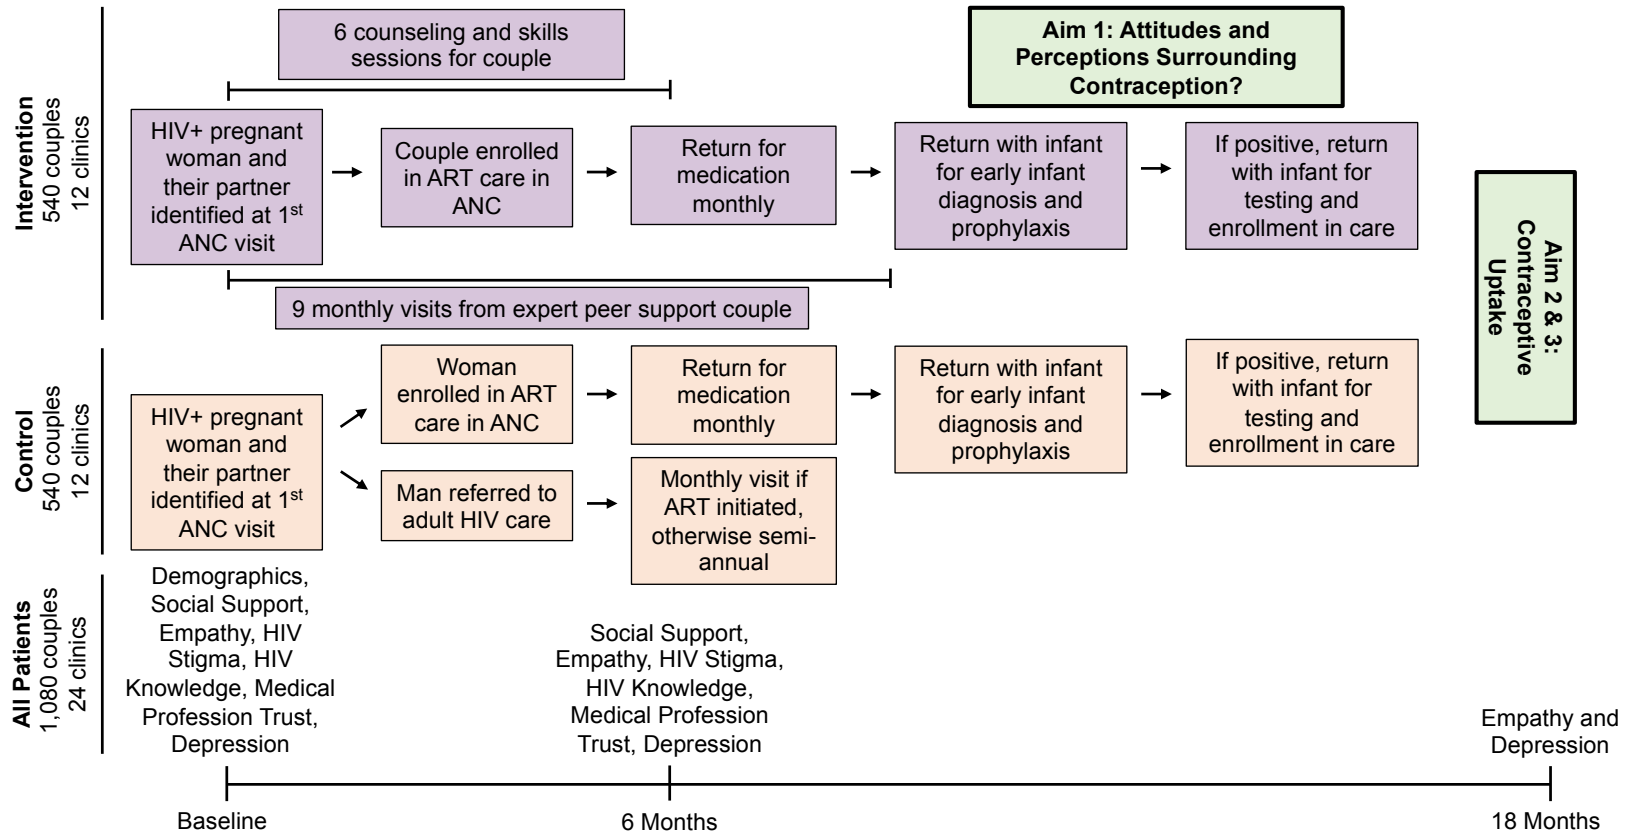 6 counseling and skills
sessions for couple
Aim 1: Attitudes and
Perceptions Surrounding
Contraception?
Intervention
540 couples
12 clinics
HIV+ pregnant
woman and
their partner
identified at 1st
ANC visit
Couple enrolled
in ART care in
ANC
Return for
medication
monthly
Return with infant
for early infant
diagnosis and
prophylaxis
If positive, return
with infant for
testing and
enrollment in care
9 monthly visits from expert peer support couple
Aim 2 & 3:
Contraceptive
Uptake
Control
540 couples
12 clinics
HIV+ pregnant
woman and
their partner
identified at 1st
ANC visit
Woman
enrolled in ART
care in ANC
Return for
medication
monthly
Return with infant
for early infant
diagnosis and
prophylaxis
If positive, return
with infant for
testing and
enrollment in care
Man referred to
adult HIV care
Monthly visit if
ART initiated,
otherwise semi-
annual
All Patients
1,080 couples
24 clinics
Demographics,
Social Support,
Empathy, HIV
Stigma, HIV
Knowledge, Medical
Profession Trust,
Depression
Social Support,
Empathy, HIV Stigma,
HIV Knowledge,
Medical Profession
Trust, Depression
Empathy and
Depression
Baseline
6 Months
18 Months